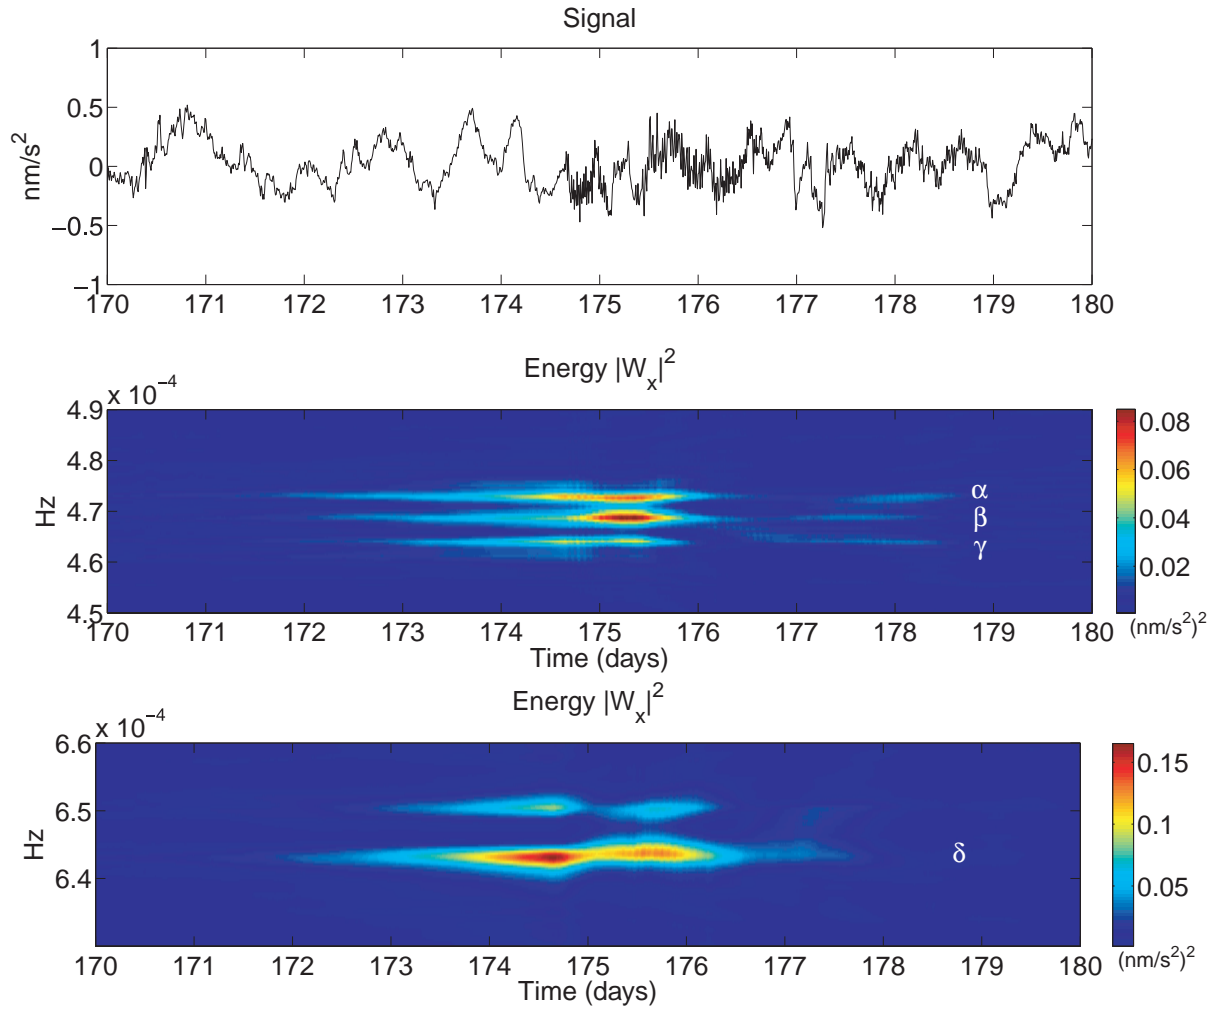 Signal
1
0.5
0
−0.5
−1
nm/s²
170 171 172 173 174 175 176 177 178 179 180
Energy |Wₓ|²
x 10⁻⁴
4.9
4.8
4.7
4.6
4.5
Hz
α
β
γ
0.08
0.06
0.04
0.02
(nm/s²)²
170 171 172 173 174 175 176 177 178 179 180
Time (days)
Energy |Wₓ|²
x 10⁻⁴
6.6
6.5
6.4
Hz
δ
0.15
0.1
0.05
(nm/s²)²
170 171 172 173 174 175 176 177 178 179 180
Time (days)